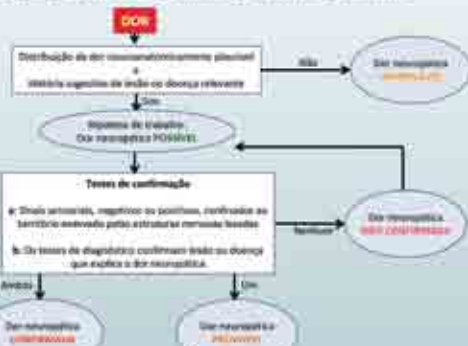 DOR
Distribuição da dor neuroanatomicamente plausível
e
História sugestiva de lesão ou doença relevante
Não
Dor neuropática
Sim
Hipótese de trabalho:
Dor neuropática POSSÍVEL
Testes de confirmação
a: Sinais sensoriais, negativos ou positivos, confinados ao
território enervado pelas estruturas nervosas lesadas
b: Os testes de diagnóstico confirmam lesão ou doença
que explica a dor neuropática
Nenhum
Dor neuropática
NÃO CONFIRMADA
Ambos
Um
Dor neuropática
CONFIRMADA
Dor neuropática
PROVÁVEL